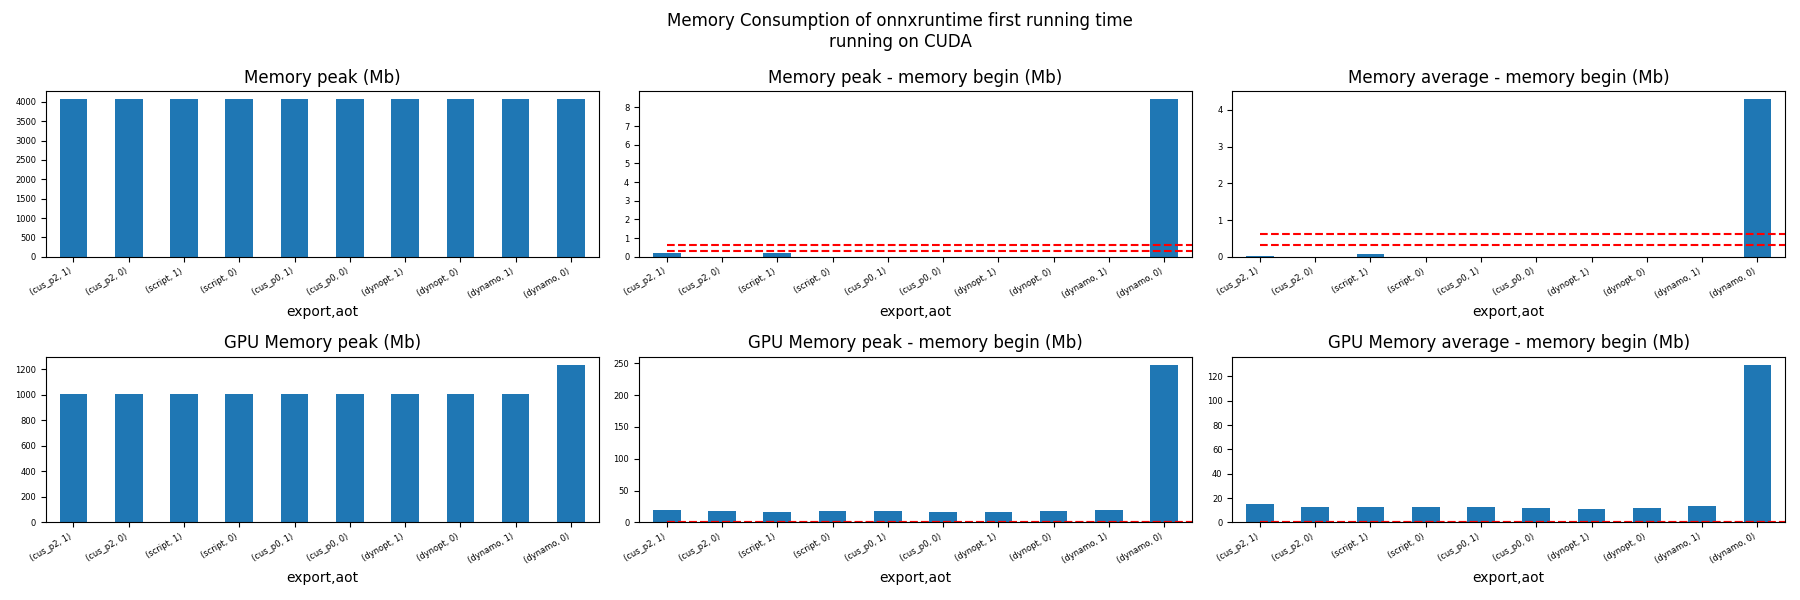 Memory Consumption of onnxruntime first running time
running on CUDA
Memory peak (Mb)
4000
3500
3000
2500
2000
1500
1000
500
0
(cus_p2, 1)
(cus_p2, 0)
(script, 1)
(script, 0)
(cus_p0, 1)
(cus_p0, 0)
(dynopt, 1)
(dynopt, 0)
(dynamo, 1)
(dynamo, 0)
export,aot
Memory peak - memory begin (Mb)
8
7
6
5
4
3
2
1
0
(cus_p2, 1)
(cus_p2, 0)
(script, 1)
(script, 0)
(cus_p0, 1)
(cus_p0, 0)
(dynopt, 1)
(dynopt, 0)
(dynamo, 1)
(dynamo, 0)
export,aot
Memory average - memory begin (Mb)
4
3
2
1
0
(cus_p2, 1)
(cus_p2, 0)
(script, 1)
(script, 0)
(cus_p0, 1)
(cus_p0, 0)
(dynopt, 1)
(dynopt, 0)
(dynamo, 1)
(dynamo, 0)
export,aot
GPU Memory peak (Mb)
1200
1000
800
600
400
200
0
(cus_p2, 1)
(cus_p2, 0)
(script, 1)
(script, 0)
(cus_p0, 1)
(cus_p0, 0)
(dynopt, 1)
(dynopt, 0)
(dynamo, 1)
(dynamo, 0)
export,aot
GPU Memory peak - memory begin (Mb)
250
200
150
100
50
0
(cus_p2, 1)
(cus_p2, 0)
(script, 1)
(script, 0)
(cus_p0, 1)
(cus_p0, 0)
(dynopt, 1)
(dynopt, 0)
(dynamo, 1)
(dynamo, 0)
export,aot
GPU Memory average - memory begin (Mb)
120
100
80
60
40
20
0
(cus_p2, 1)
(cus_p2, 0)
(script, 1)
(script, 0)
(cus_p0, 1)
(cus_p0, 0)
(dynopt, 1)
(dynopt, 0)
(dynamo, 1)
(dynamo, 0)
export,aot